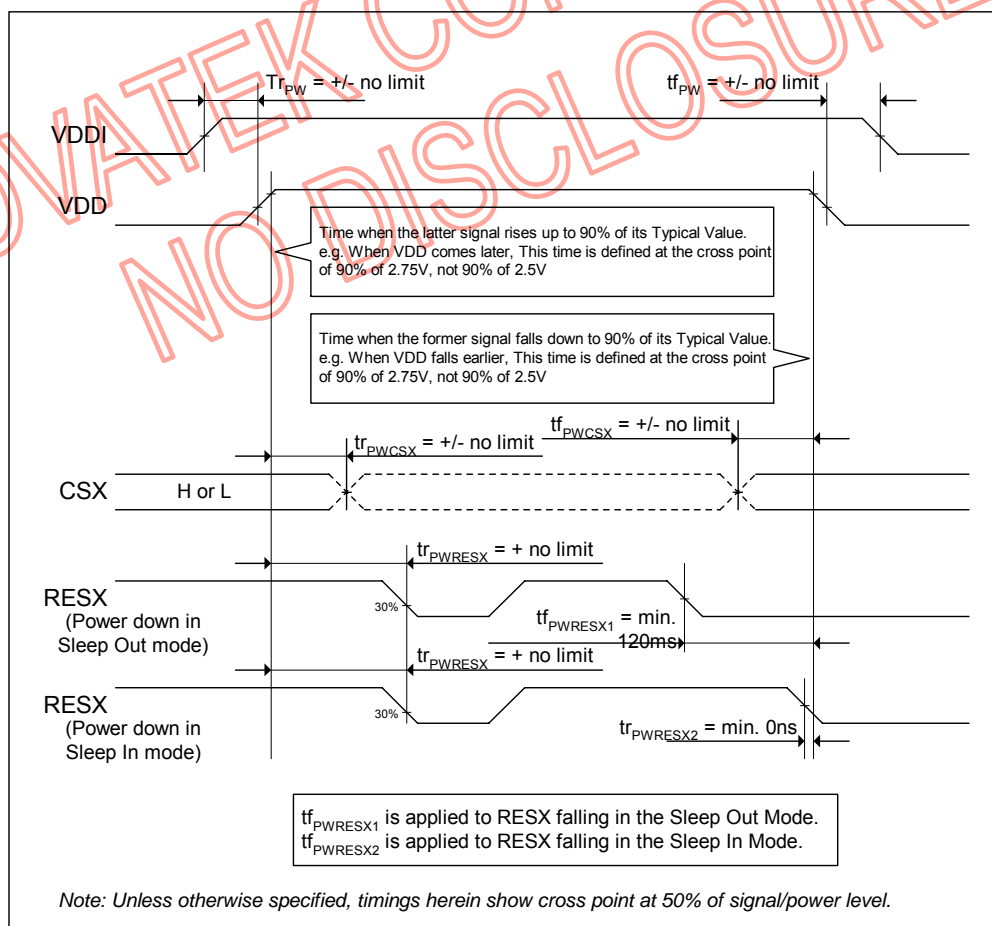 OVATEK CO
NO DISCLOSURE
Tr_PW = +/- no limit
tf_PW = +/- no limit
VDDI
VDD
Time when the latter signal rises up to 90% of its Typical Value.
e.g. When VDD comes later, This time is defined at the cross point
of 90% of 2.75V, not 90% of 2.5V
Time when the former signal falls down to 90% of its Typical Value.
e.g. When VDD falls earlier, This time is defined at the cross point
of 90% of 2.75V, not 90% of 2.5V
tf_PWCSX = +/- no limit
tr_PWCSX = +/- no limit
CSX
H or L
tr_PWRESX = + no limit
RESX
(Power down in
Sleep Out mode)
30%
tf_PWRESX1 = min.
120ms
tr_PWRESX = + no limit
RESX
(Power down in
Sleep In mode)
30%
tr_PWRESX2 = min. 0ns
tf_PWRESX1 is applied to RESX falling in the Sleep Out Mode.
tf_PWRESX2 is applied to RESX falling in the Sleep In Mode.
Note: Unless otherwise specified, timings herein show cross point at 50% of signal/power level.